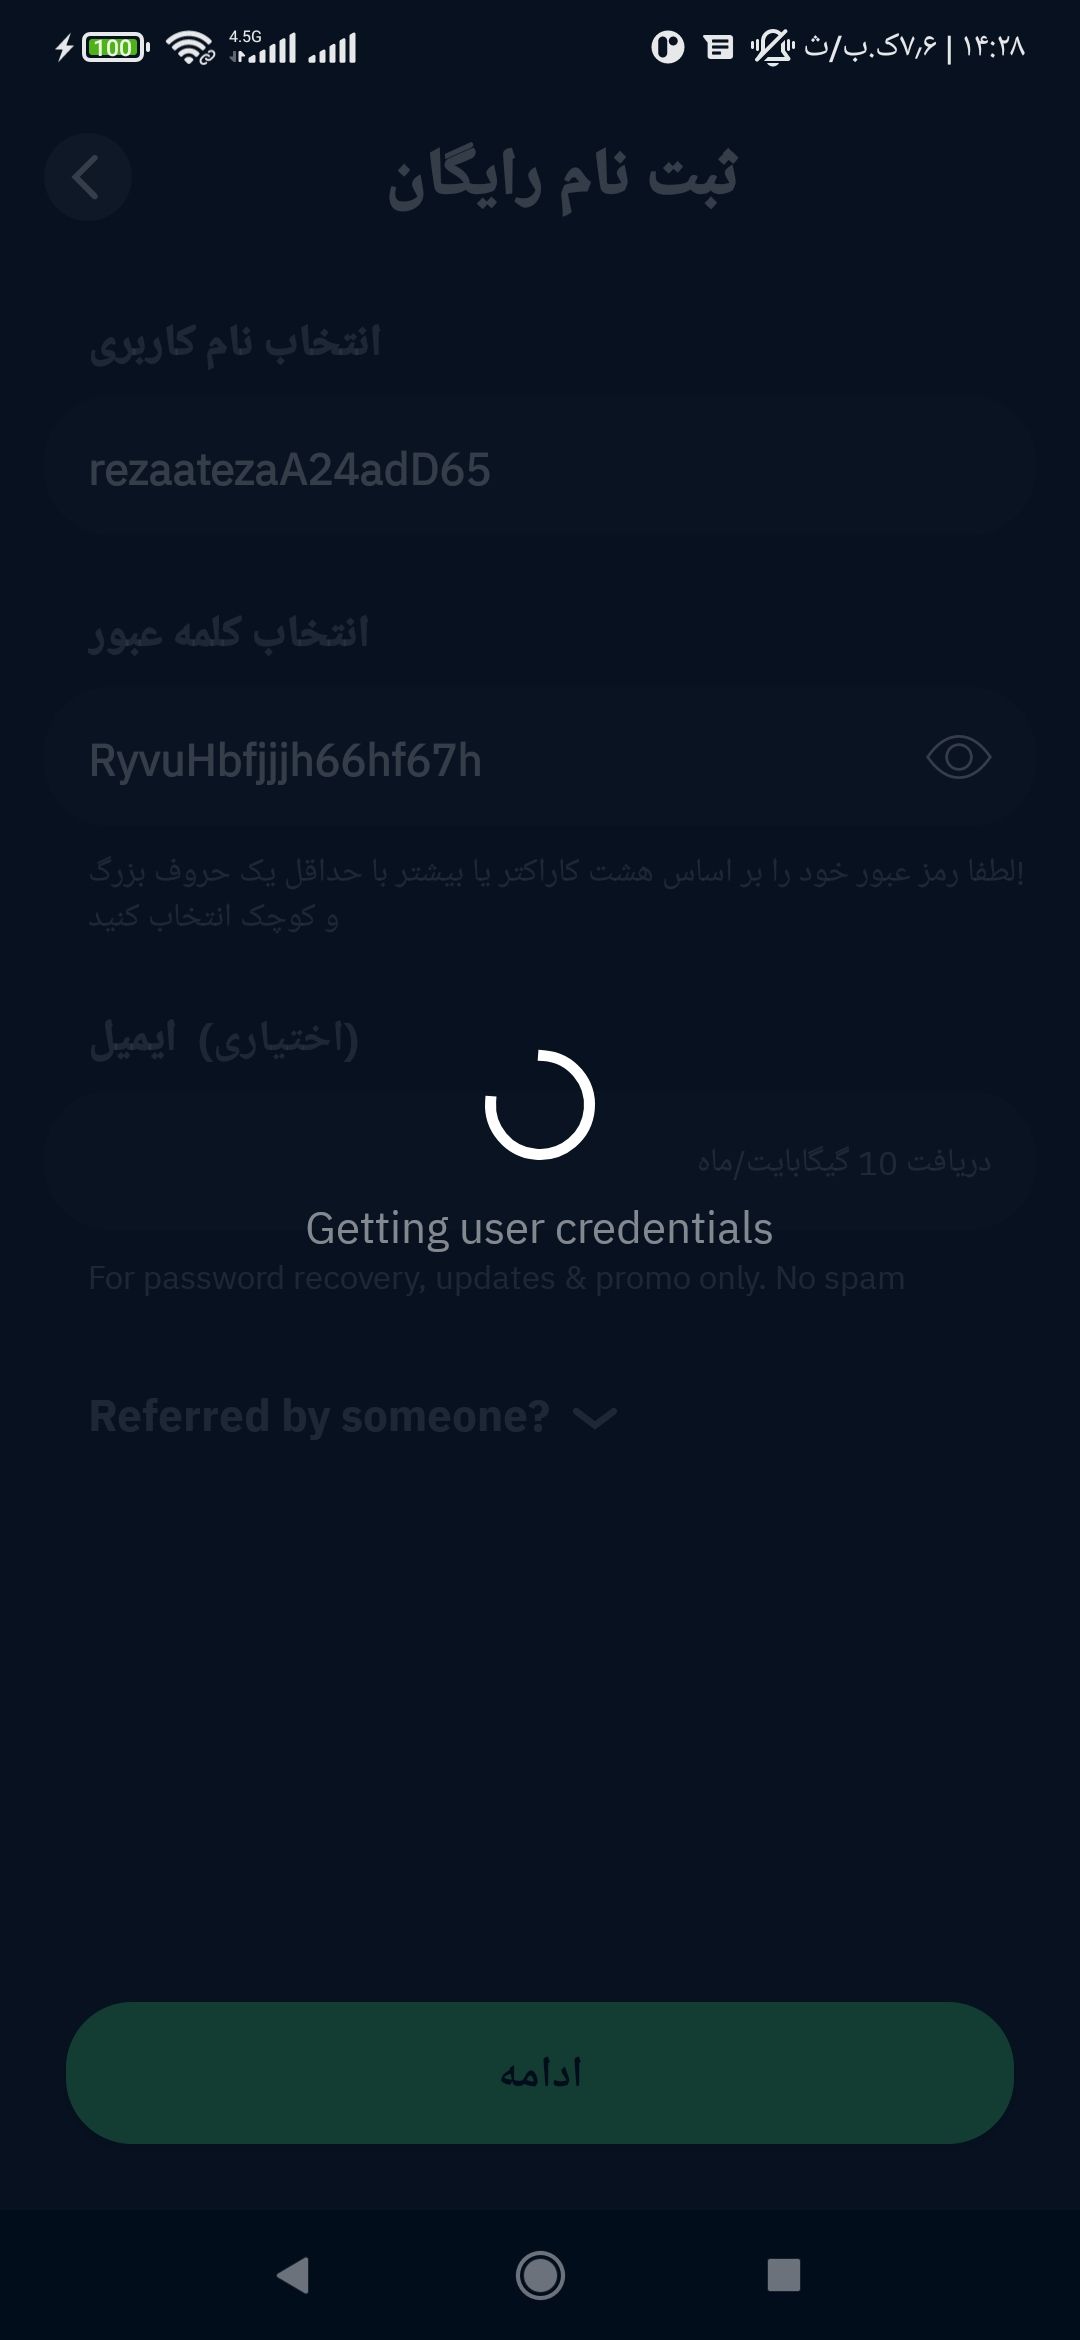 100
4.5G
۱۴:۲۸ | ۷٫۶ک.ب/ث
ثبت نام رایگان
انتخاب نام کاربری
rezaatezaA24adD65
انتخاب کلمه عبور
RyvuHbfjjjh66hf67h
لطفا رمز عبور خود را بر اساس هشت کاراکتر یا بیشتر با حداقل یک حروف بزرگ!
و کوچک انتخاب کنید
ایمیل (اختیاری)
دریافت 10 گیگابایت/ماه
Getting user credentials
For password recovery, updates & promo only. No spam
Referred by someone?
ادامه